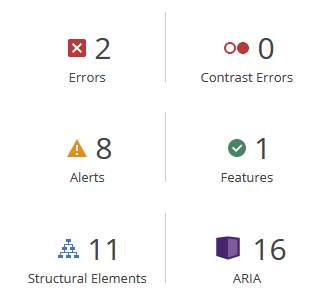 2 0
Errors Contrast Errors
8 1
Alerts Features
11 16
Structural Elements ARIA